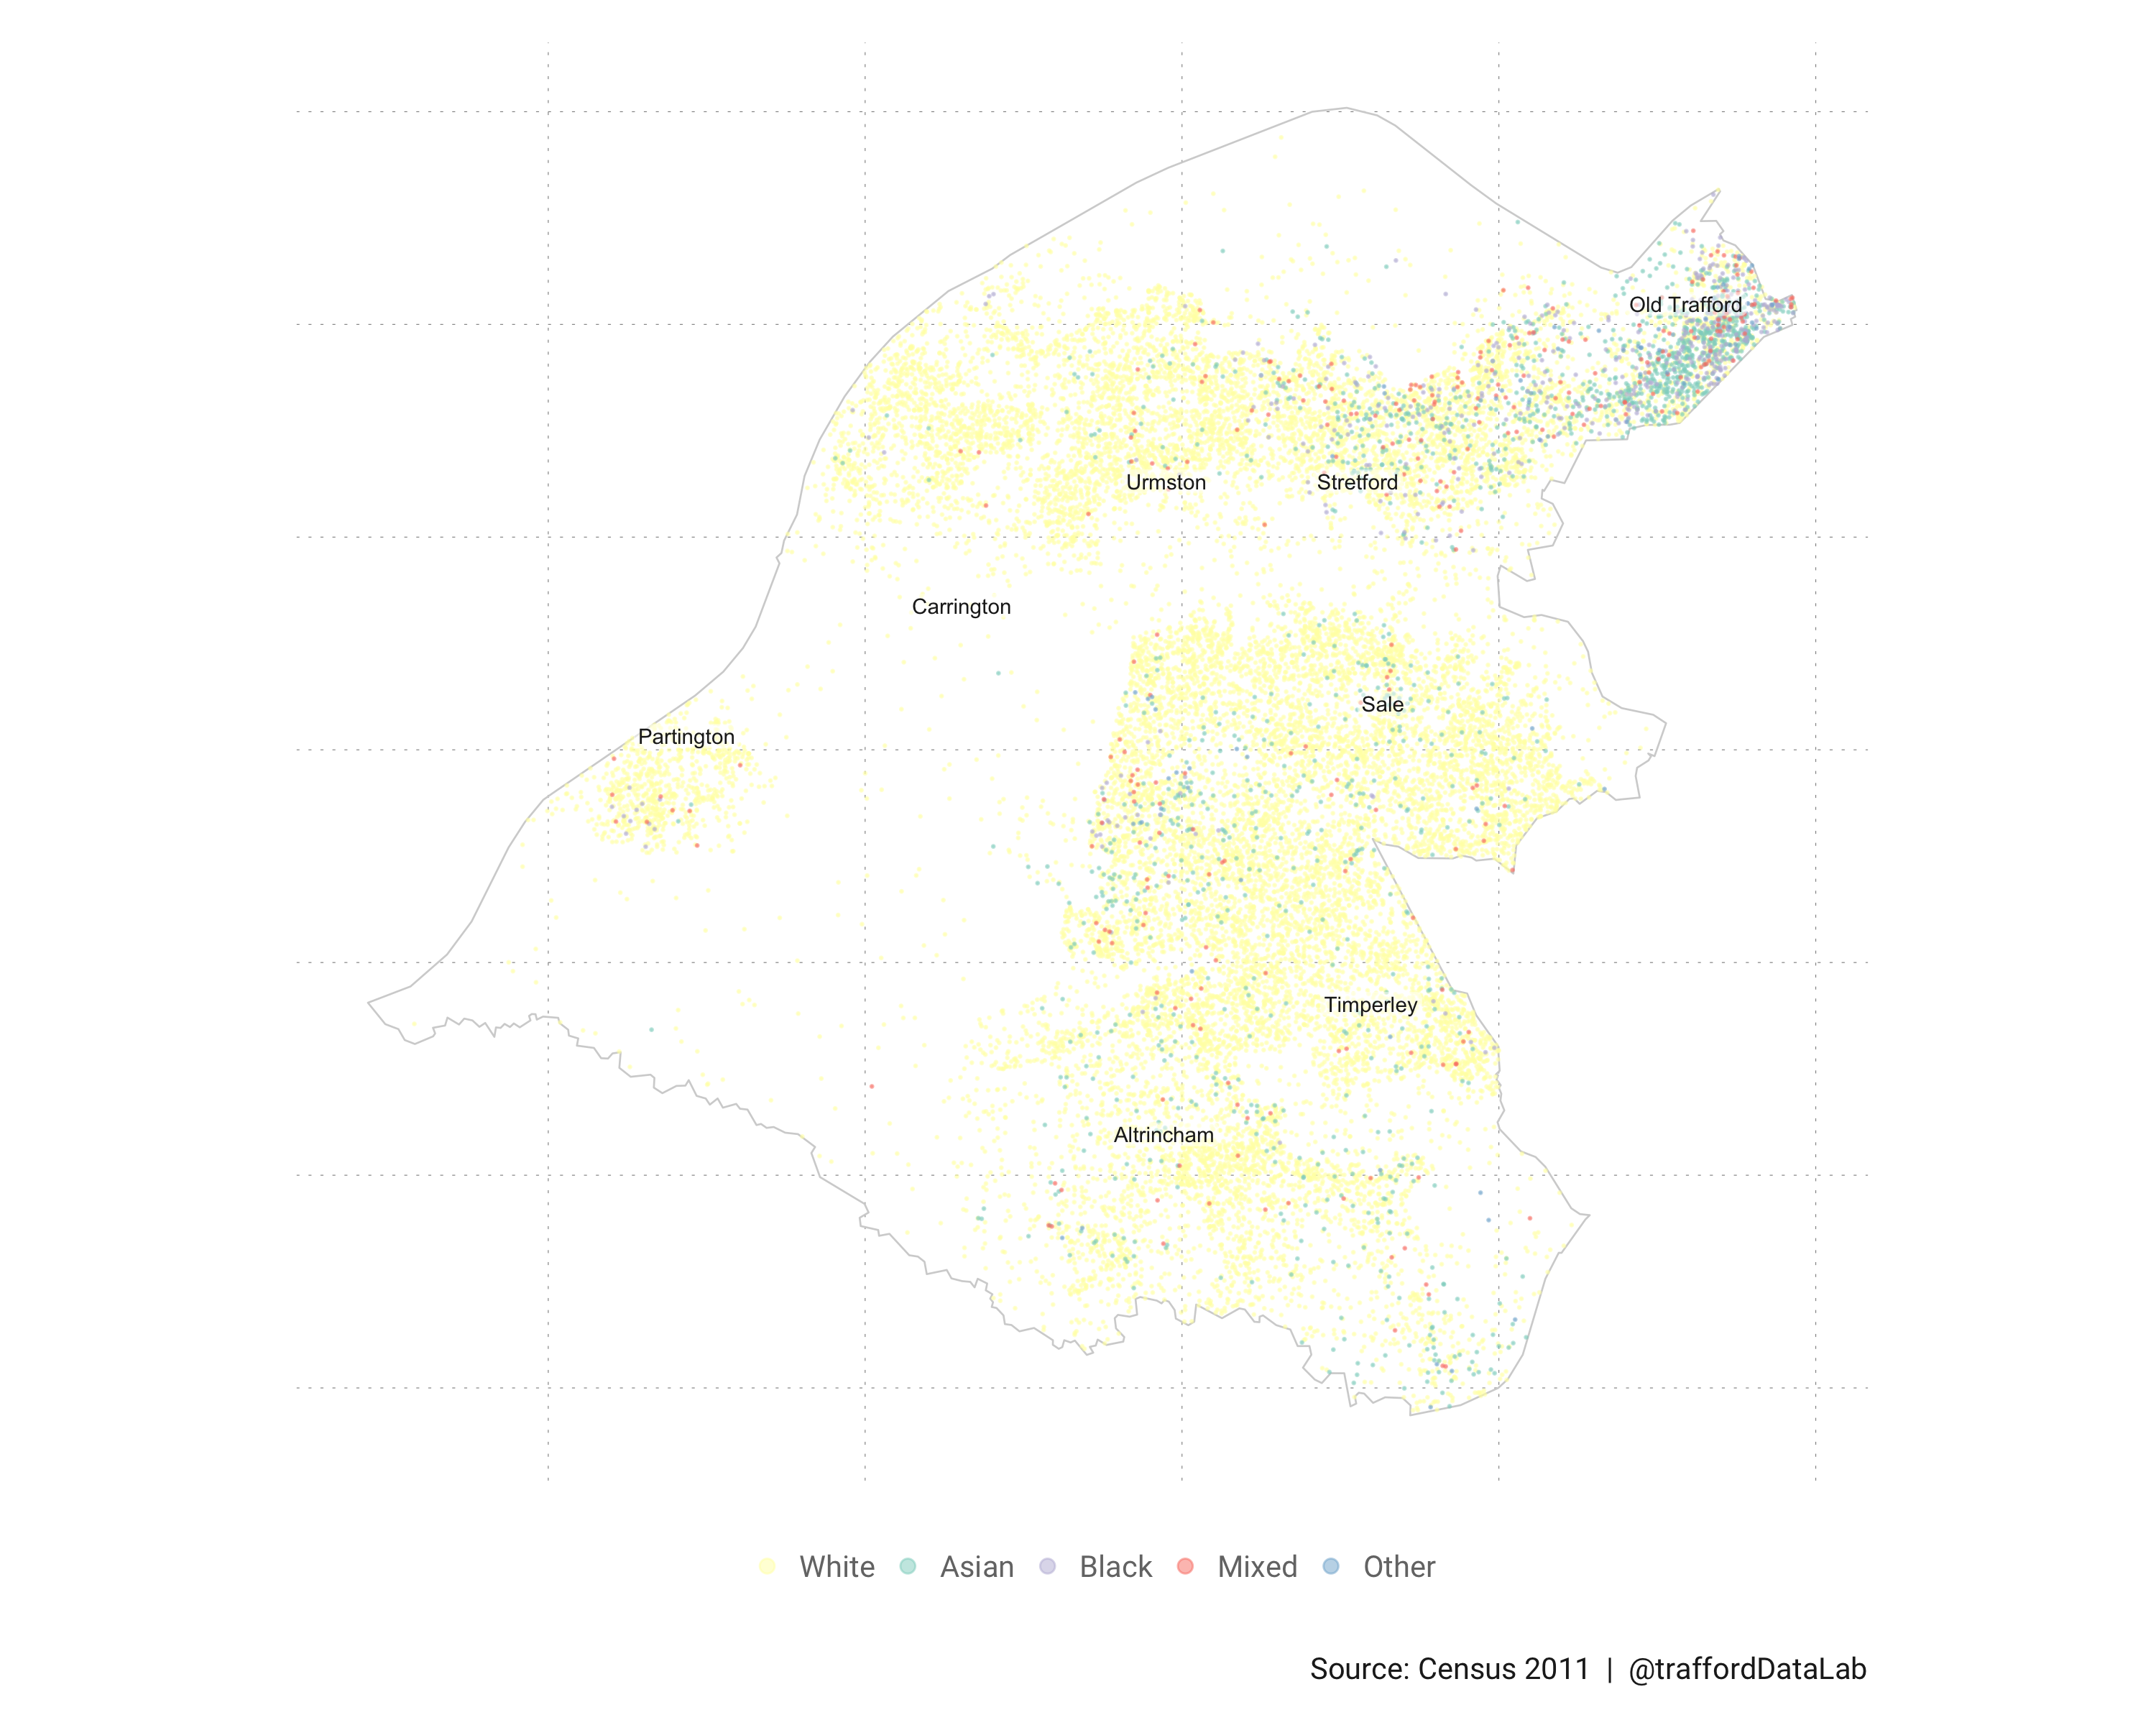 Old Trafford
Urmston
Stretford
Carrington
Sale
Partington
Timperley
Altrincham
White Asian Black Mixed Other
Source: Census 2011 | @traffordDataLab